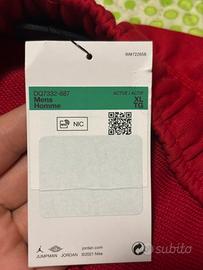 DQ7332-687
Mens
Homme
ACTIVE / ACTIF
XL
TG
NIC
jordan.com
JUMPMAN JORDAN ©2021 Nike
subito